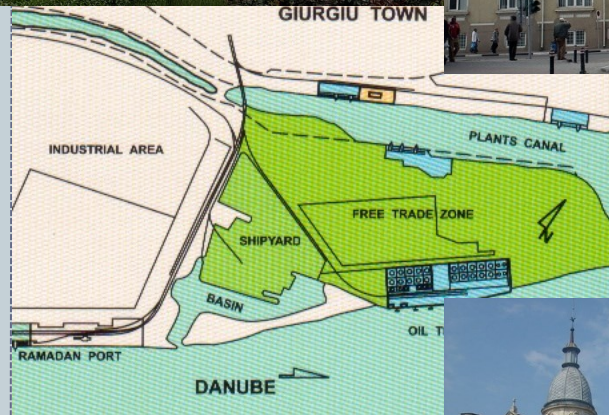 GIURGIU TOWN
PLANTS CANAL
INDUSTRIAL AREA
FREE TRADE ZONE
SHIPYARD
BASIN
OIL
RAMADAN PORT
DANUBE